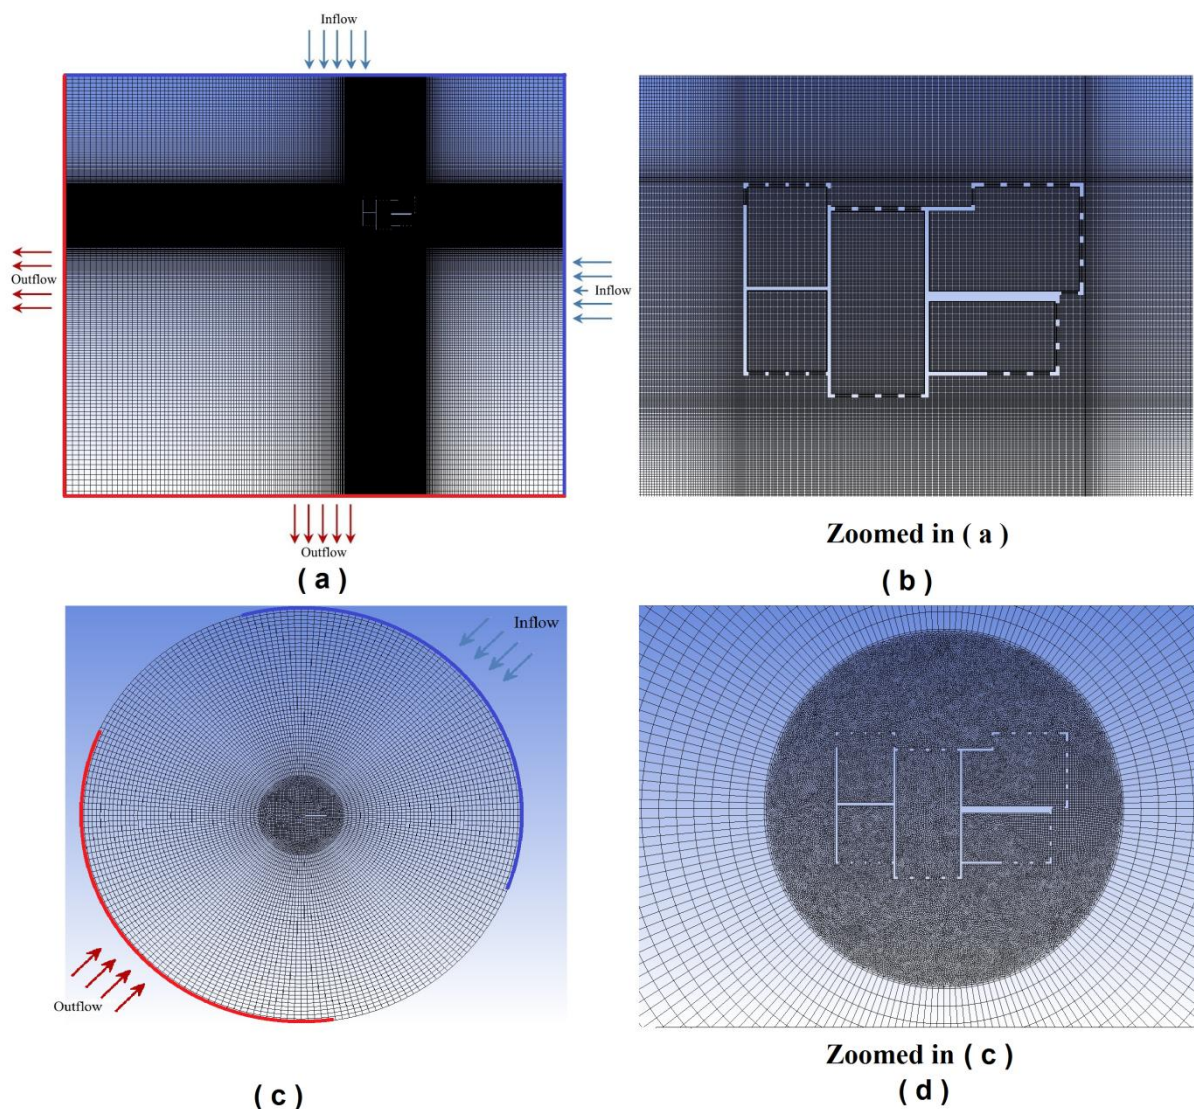 Inflow
Outflow
Inflow
Outflow
( a )
Zoomed in ( a )
( b )
Inflow
Outflow
( c )
Zoomed in ( c )
( d )